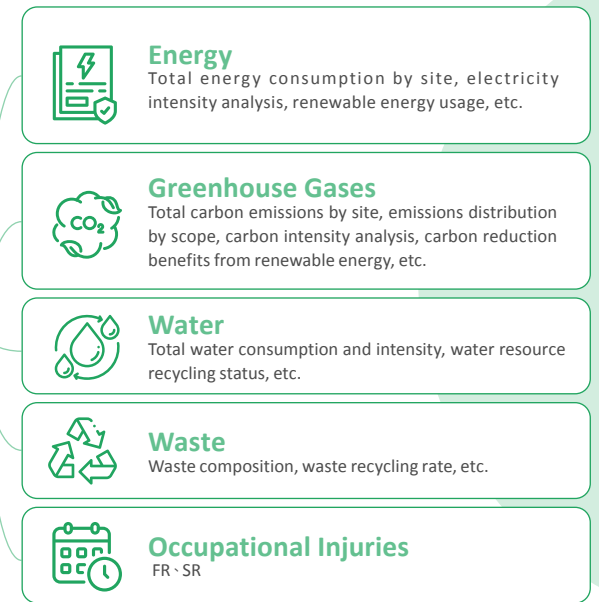 Energy
Total energy consumption by site, electricity
intensity analysis, renewable energy usage, etc.
CO₂
Greenhouse Gases
Total carbon emissions by site, emissions distribution
by scope, carbon intensity analysis, carbon reduction
benefits from renewable energy, etc.
Water
Total water consumption and intensity, water resource
recycling status, etc.
Waste
Waste composition, waste recycling rate, etc.
Occupational Injuries
FR、SR